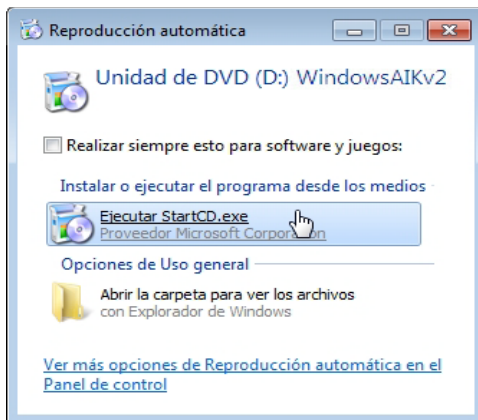 Reproducción automática
Unidad de DVD (D:) WindowsAIKv2
Realizar siempre esto para software y juegos:
Instalar o ejecutar el programa desde los medios
Ejecutar StartCD.exe
Proveedor Microsoft Corporation
Opciones de Uso general
Abrir la carpeta para ver los archivos
con Explorador de Windows
Ver más opciones de Reproducción automática en el
Panel de control